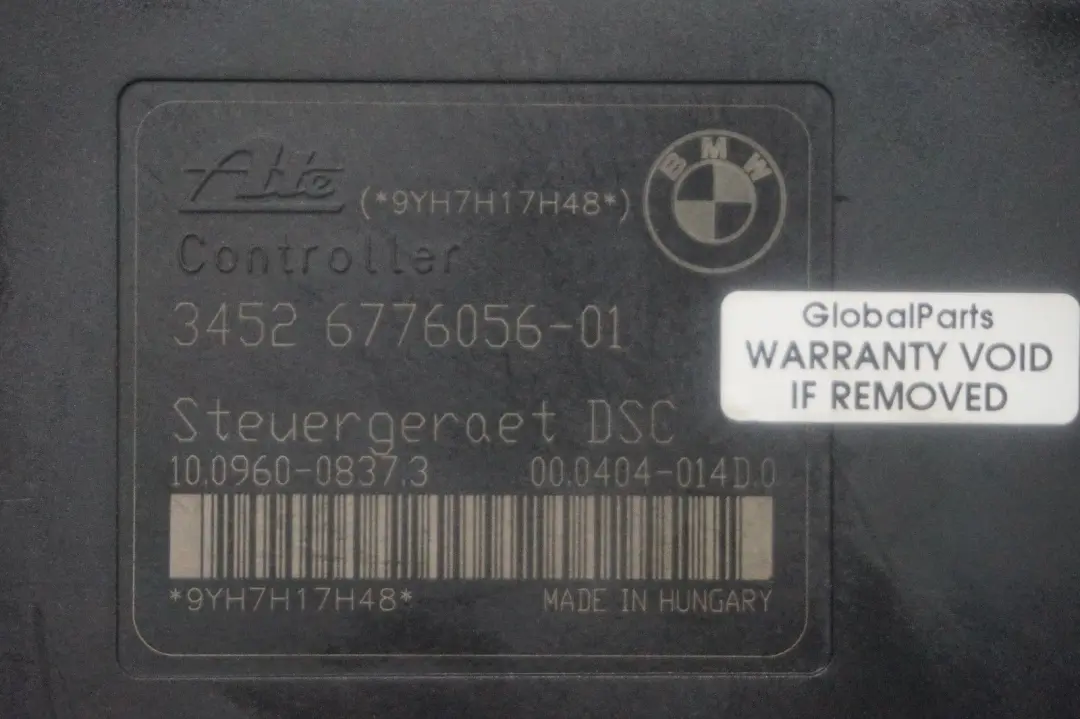 Ate
(*9YH7H17H48*)
BMW
Controller
3452 6776056-01
GlobalParts
WARRANTY VOID
IF REMOVED
Steuergeraet DSC
10.0960-0837.3 00.0404-014D.0
*9YH7H17H48* MADE IN HUNGARY